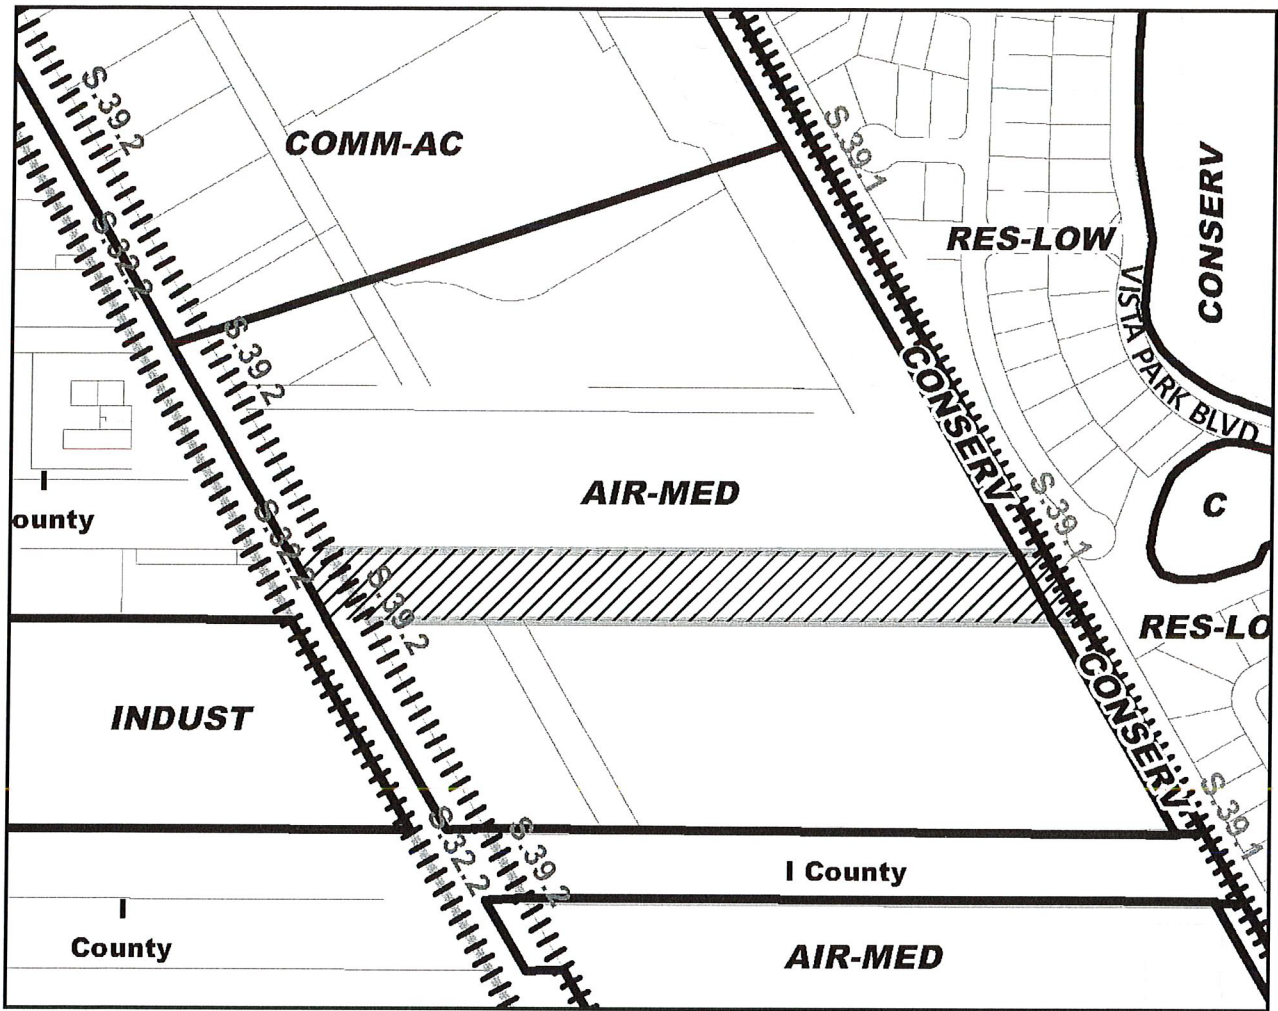 S.39.2
COMM-AC
S.39.1
CONSERV
RES-LOW
S.32.2
VISTA PARK BLVD
S.39.2
CONSERV
I
ounty
AIR-MED
C
S.39.1
S.32.2
S.39.2
RES-LO
CONSERV
INDUST
S.39.1
S.32.2
S.39.2
I County
I
County
AIR-MED